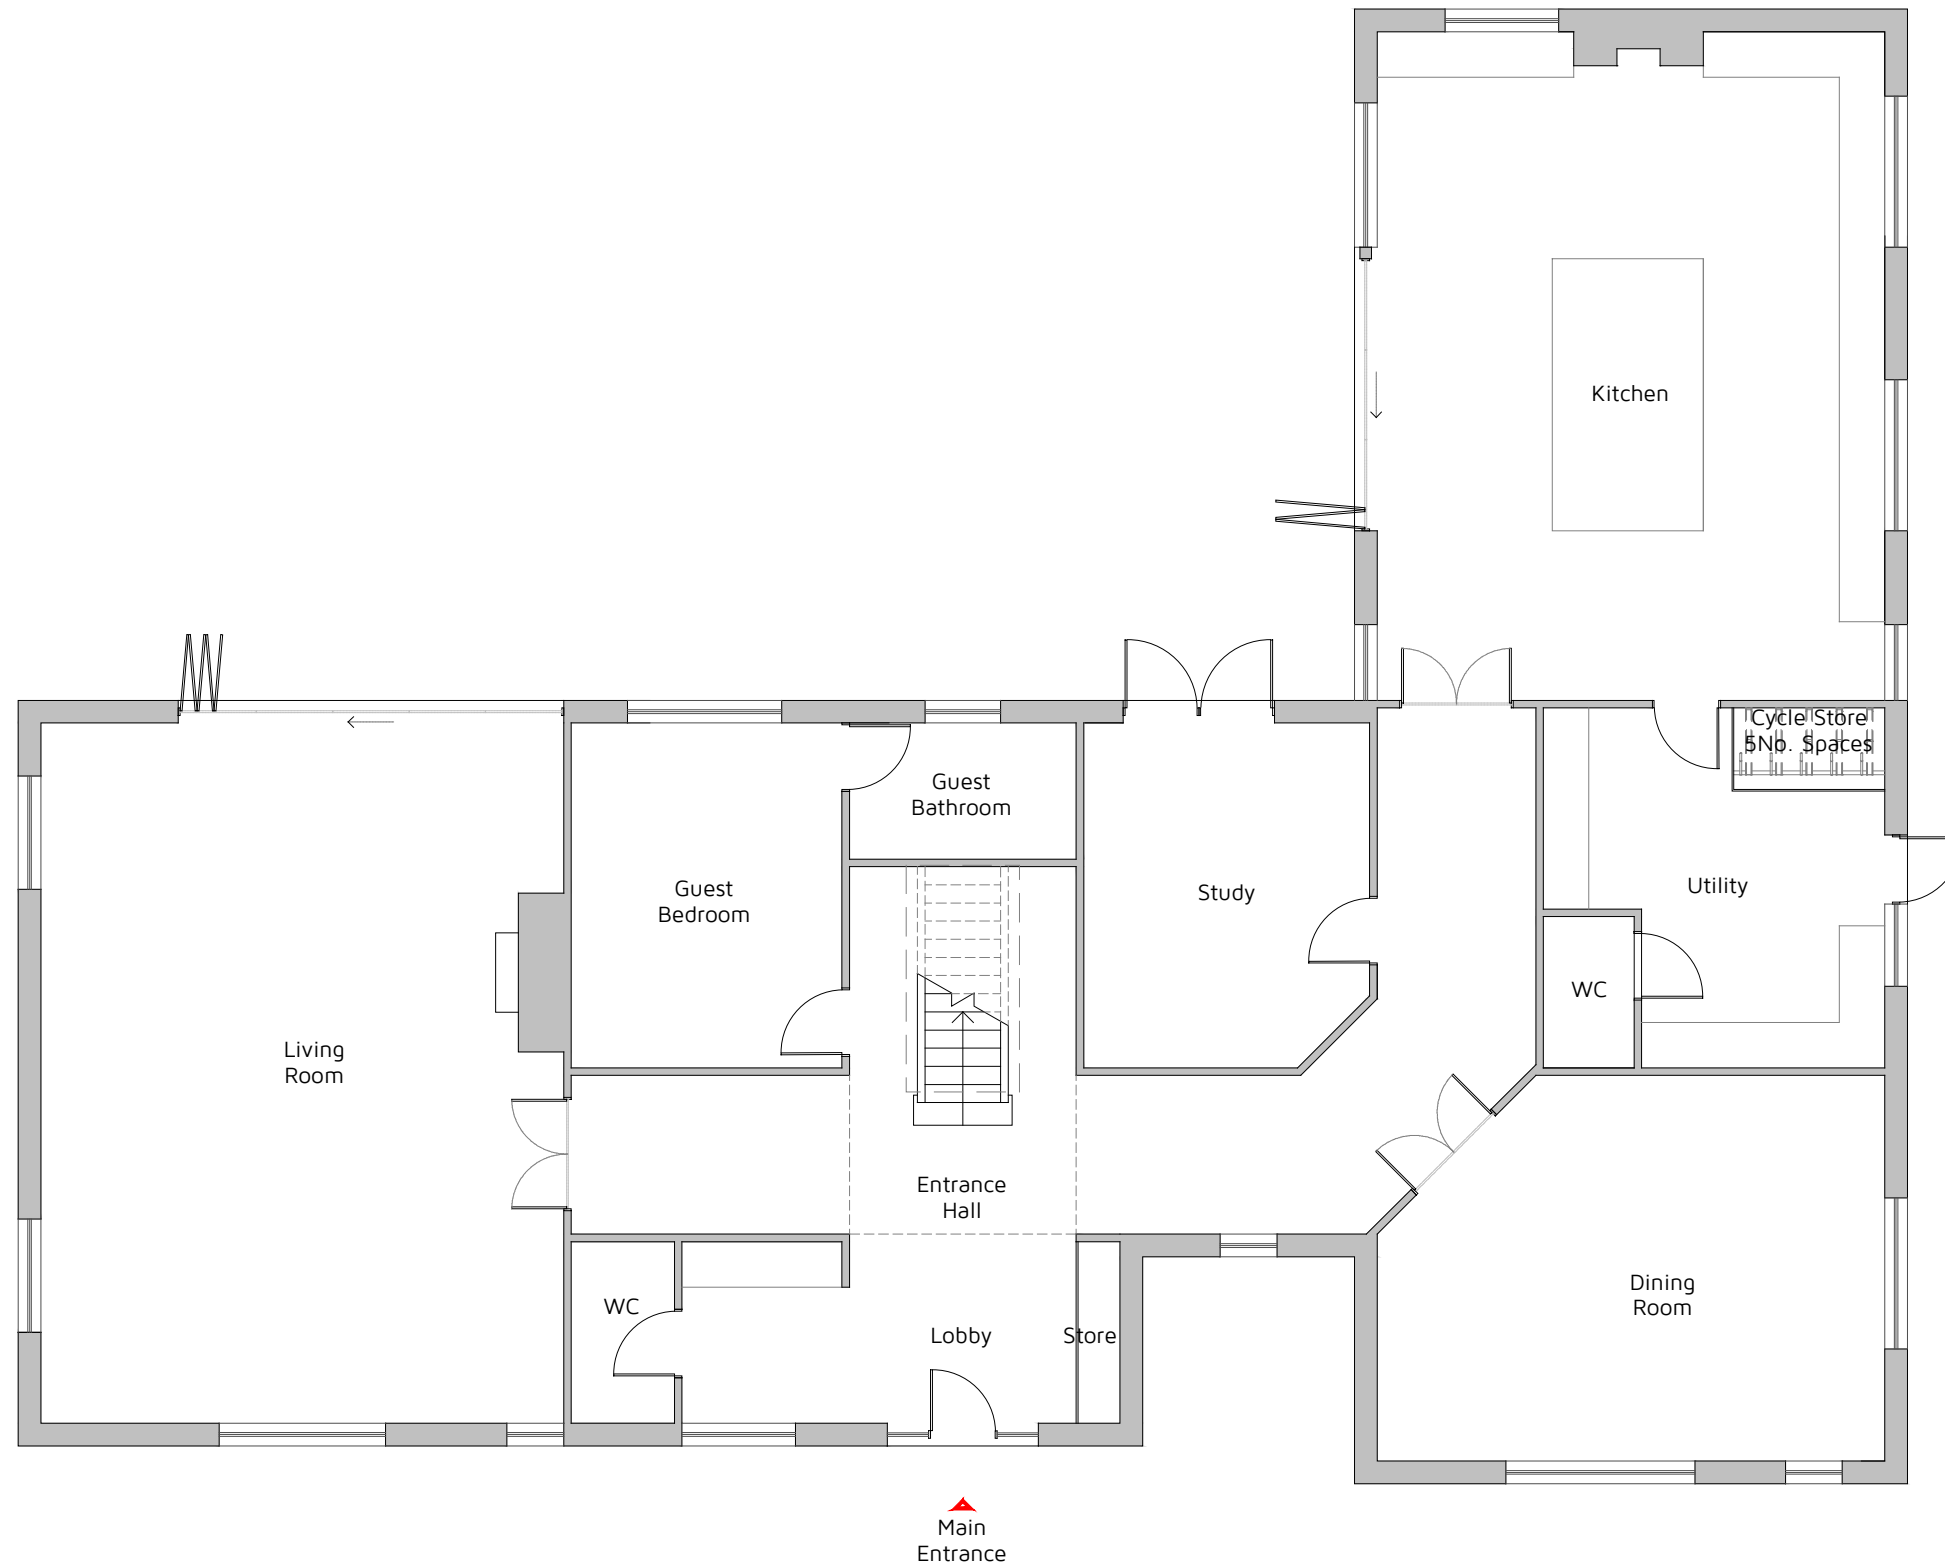 Kitchen
Cycle Store
5No. Spaces
Guest
Bathroom
Guest
Bedroom
Study
Utility
WC
Living
Room
Entrance
Hall
Dining
Room
WC
Lobby
Store
Main
Entrance